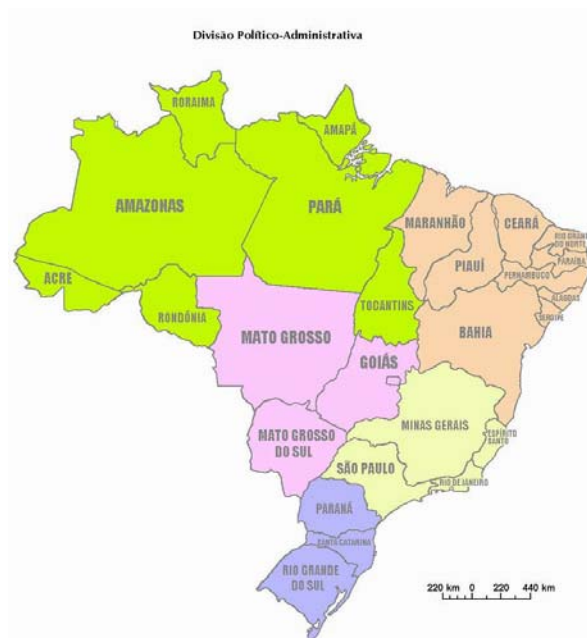 Divisão Político-Administrativa
RORAIMA
AMAPÁ
AMAZONAS
PARÁ
MARANHÃO
CEARÁ
RIO GRANDE
DO NORTE
PARAÍBA
PIAUÍ
PERNAMBUCO
ACRE
ALAGOAS
RONDÔNIA
TOCANTINS
SERGIPE
MATO GROSSO
BAHIA
GOIÁS
MINAS GERAIS
ESPÍRITO
SANTO
MATO GROSSO
DO SUL
SÃO PAULO
RIO DE JANEIRO
PARANÁ
SANTA CATARINA
RIO GRANDE
DO SUL
220 km 0 220 440 km